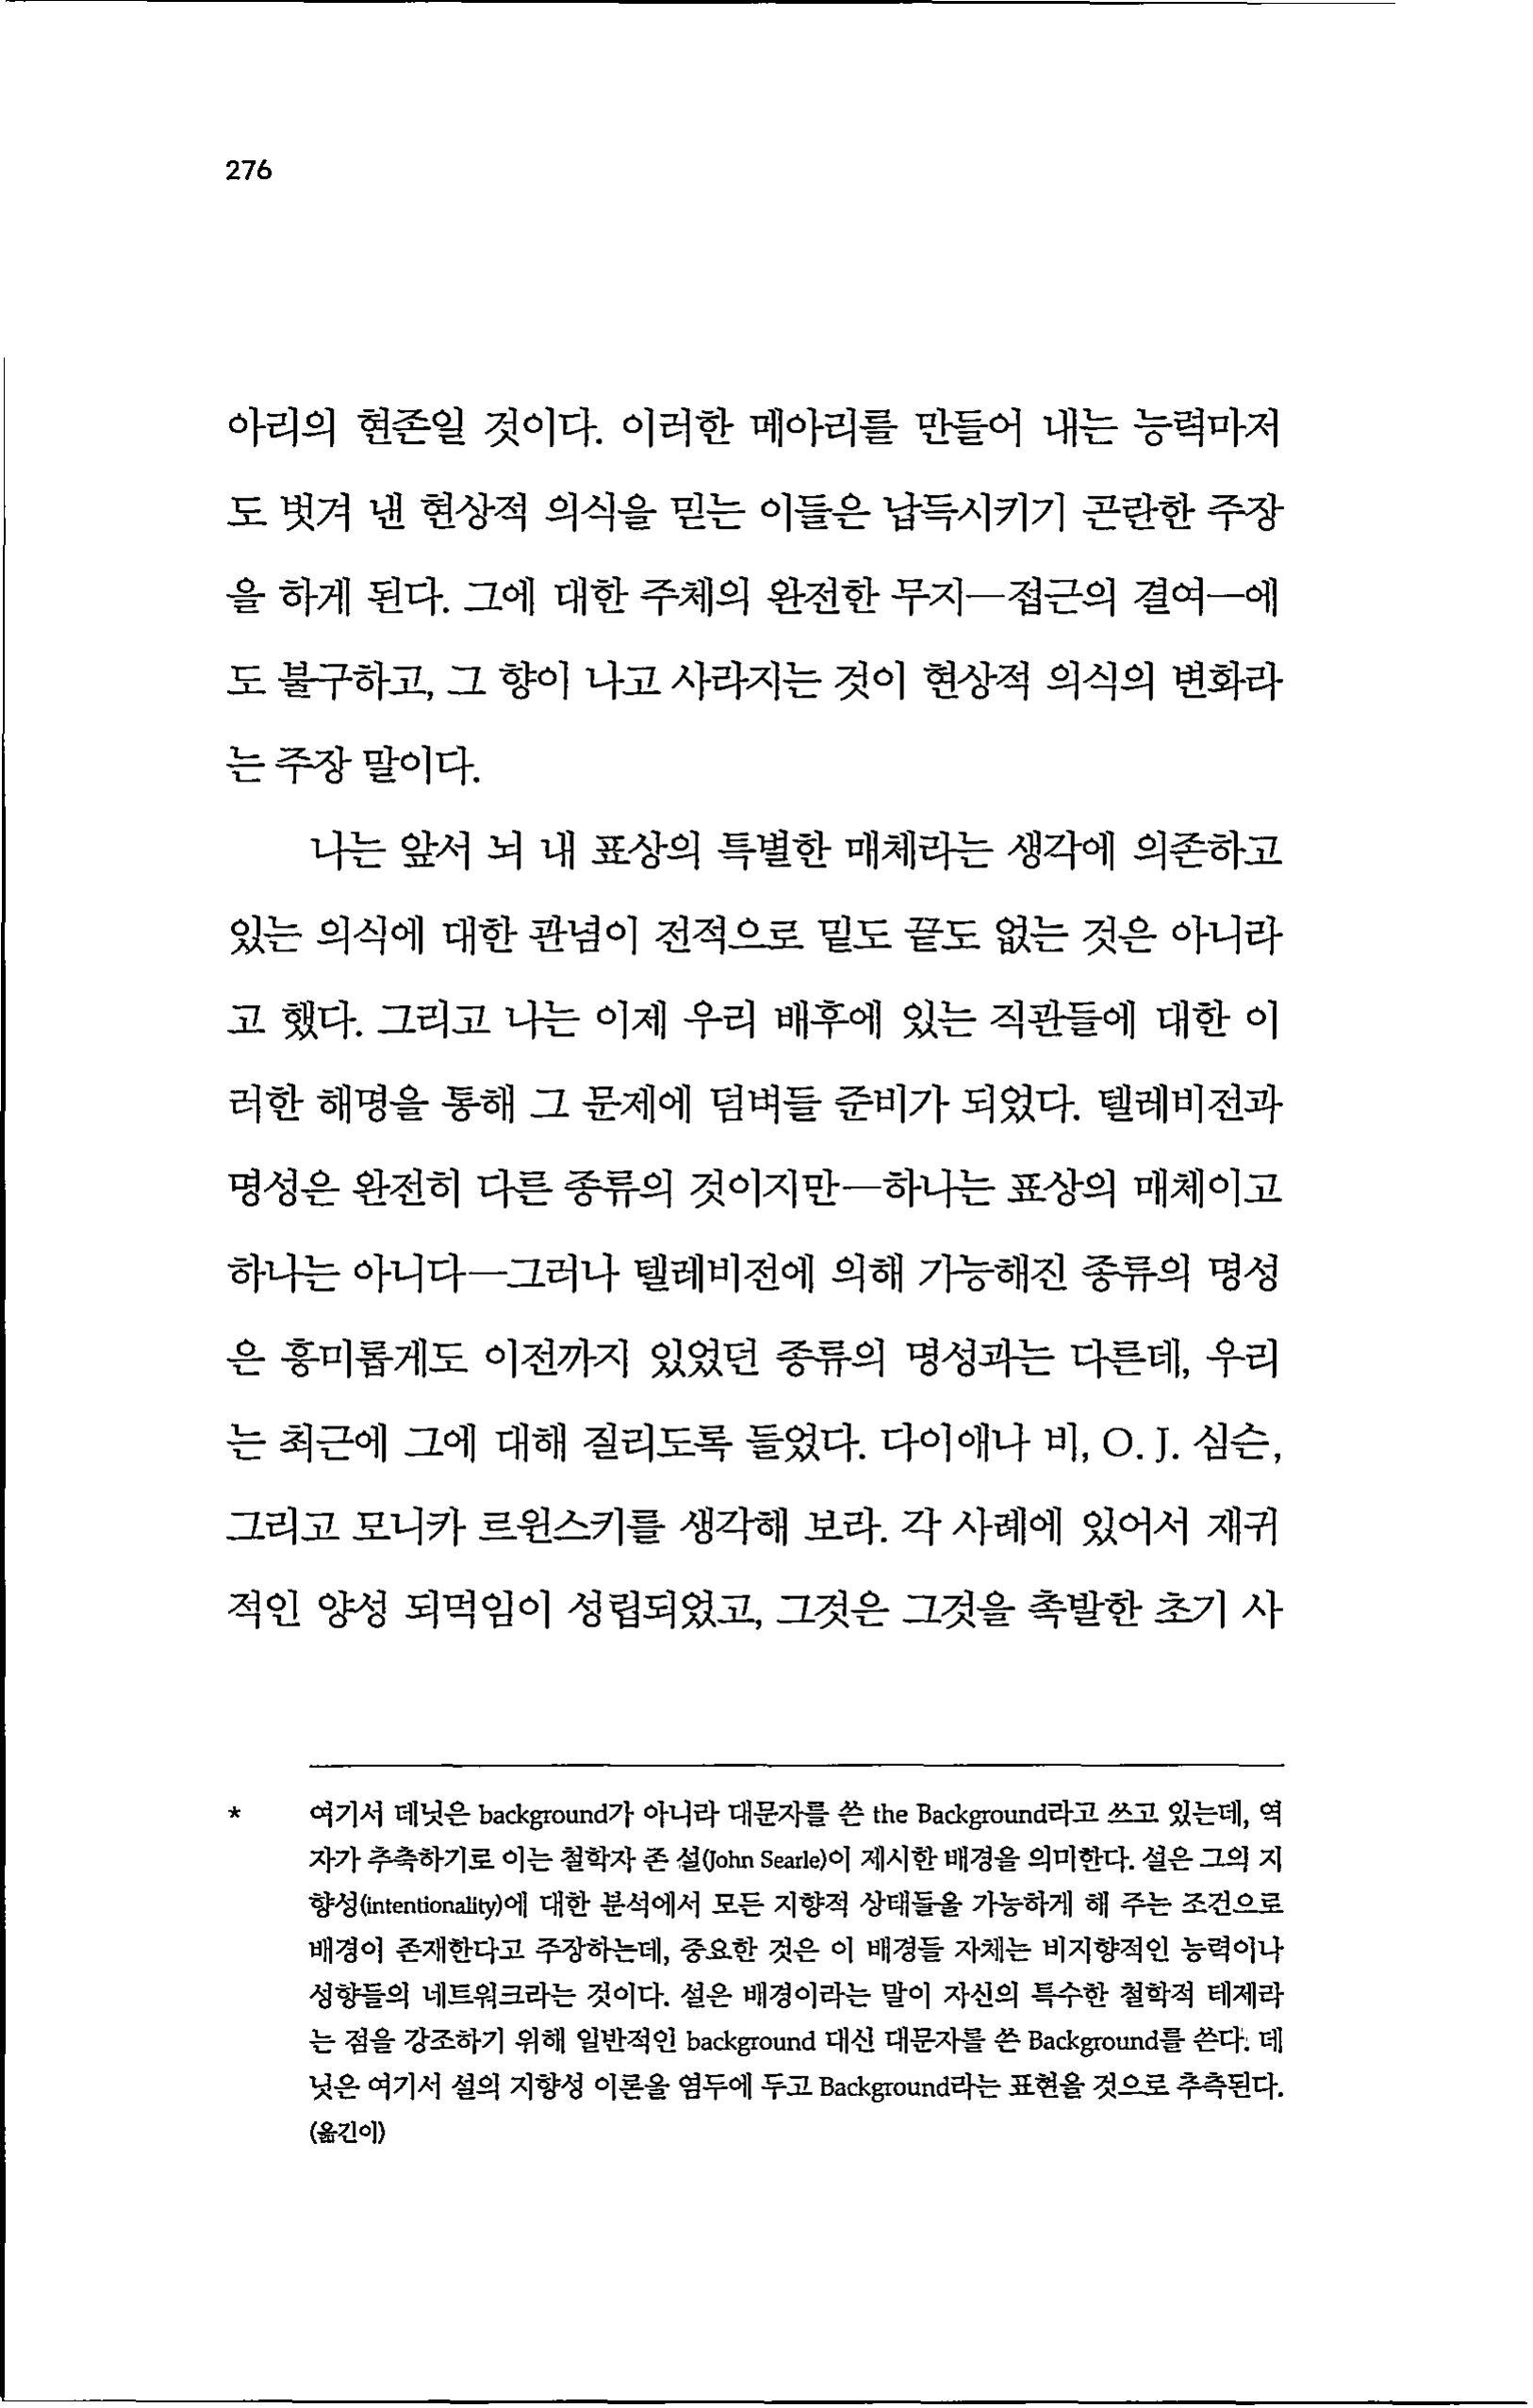 276
아리의 현존일 것이다. 이러한 메아리를 만들어 내는 능력마저
도 벗겨 낸 현상적 의식을 믿는 이들은 납득시키기 곤란한 주장
을 하게 된다. 그에 대한 주체의 완전한 무지—접근의 결여—에
도 불구하고, 그 향이 나고 사라지는 것이 현상적 의식의 변화라
는 주장 말이다.
나는 앞서 뇌 내 표상의 특별한 매체라는 생각에 의존하고
있는 의식에 대한 관념이 전적으로 밑도 끝도 없는 것은 아니라
고 했다. 그리고 나는 이제 우리 배후에 있는 직관들에 대한 이
러한 해명을 통해 그 문제에 덤벼들 준비가 되었다. 텔레비전과
명성은 완전히 다른 종류의 것이지만—하나는 표상의 매체이고
하나는 아니다—그러나 텔레비전에 의해 가능해진 종류의 명성
은 흥미롭게도 이전까지 있었던 종류의 명성과는 다른데, 우리
는 최근에 그에 대해 질리도록 들었다. 다이애나 비, O. J. 심슨,
그리고 모니카 르윈스키를 생각해 보라. 각 사례에 있어서 재귀
적인 양성 되먹임이 성립되었고, 그것은 그것을 촉발한 초기 사
* 여기서 데닛은 background가 아니라 대문자를 쓴 the Background라고 쓰고 있는데, 역
자가 추측하기로 이는 철학자 존 설(John Searle)이 제시한 배경을 의미한다. 설은 그의 지
향성(intentionality)에 대한 분석에서 모든 지향적 상태들을 가능하게 해 주는 조건으로
배경이 존재한다고 주장하는데, 중요한 것은 이 배경들 자체는 비지향적인 능력이나
성향들의 네트워크라는 것이다. 설은 배경이라는 말이 자신의 특수한 철학적 테제라
는 점을 강조하기 위해 일반적인 background 대신 대문자를 쓴 Background를 쓴다. 데
닛은 여기서 설의 지향성 이론을 염두에 두고 Background라는 표현을 것으로 추측된다.
(옮긴이)